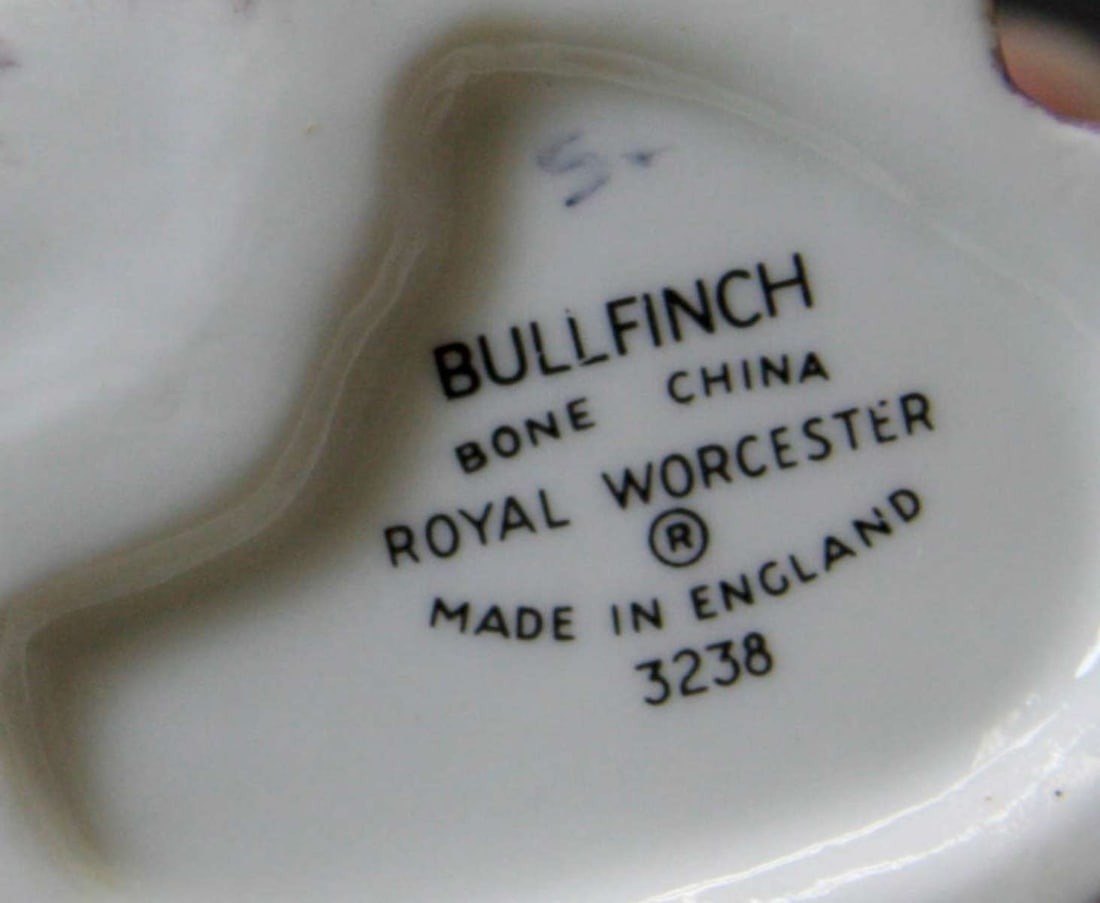 BULLFINCH
BONE CHINA
ROYAL WORCESTER
®
MADE IN ENGLAND
3238